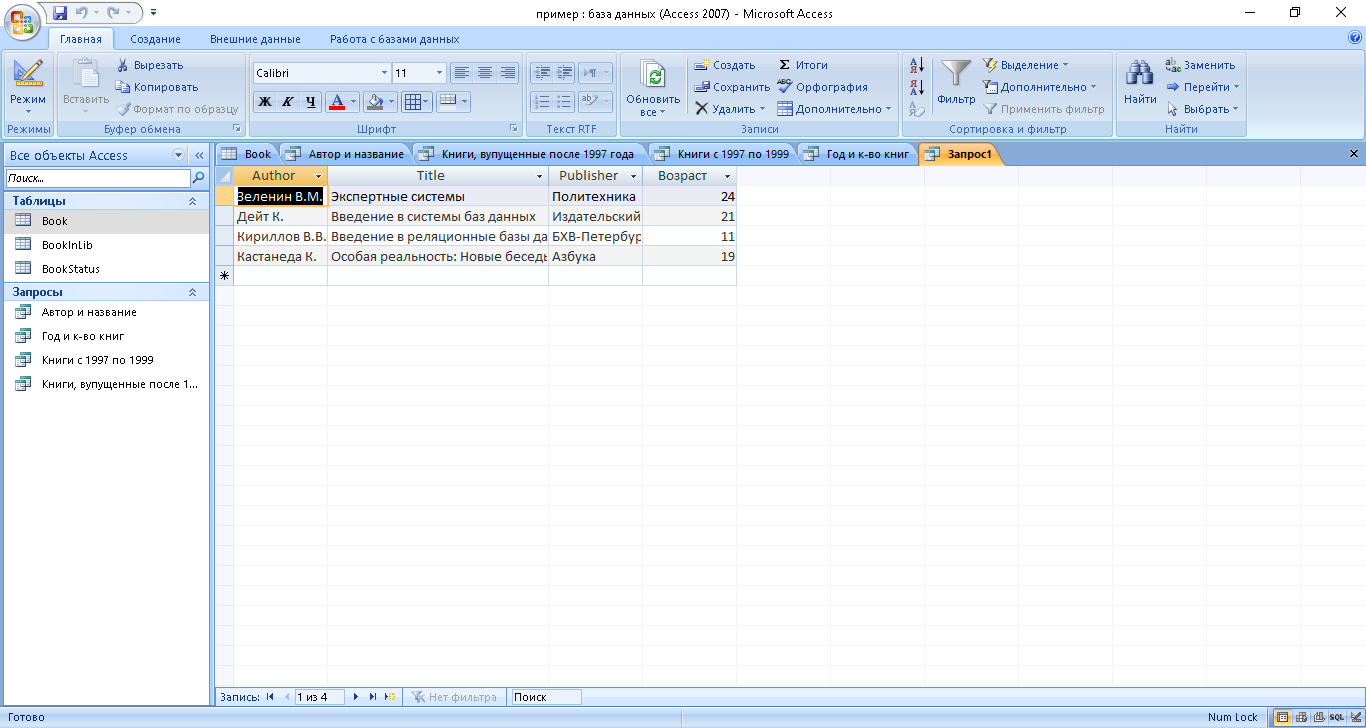 пример : база данных (Access 2007) - Microsoft Access
Главная Создание Внешние данные Работа с базами данных
Режим
Режимы
Вставить
Вырезать
Копировать
Формат по образцу
Буфер обмена
Calibri 11
Ж К Ч
Шрифт
Текст RTF
Обновить все
Создать
Сохранить
Удалить
Итоги
Орфография
Дополнительно
Записи
Фильтр
Выделение
Дополнительно
Применить фильтр
Сортировка и фильтр
Найти
Заменить
Перейти
Выбрать
Найти
Все объекты Access
Поиск...
Таблицы
Book
BookInLib
BookStatus
Запросы
Автор и название
Год и к-во книг
Книги с 1997 по 1999
Книги, вупущенные после 1...
Book Автор и название Книги, вупущенные после 1997 года Книги с 1997 по 1999 Год и к-во книг Запрос1
Author Title Publisher Возраст
Зеленин В.М. Экспертные системы Политехника 24
Дейт К. Введение в системы баз данных Издательский 21
Кириллов В.В. Введение в реляционные базы да БХВ-Петербур 11
Кастанеда К. Особая реальность: Новые бесед Азбука 19
Запись: 1 из 4 Нет фильтра Поиск
Готово Num Lock SQL